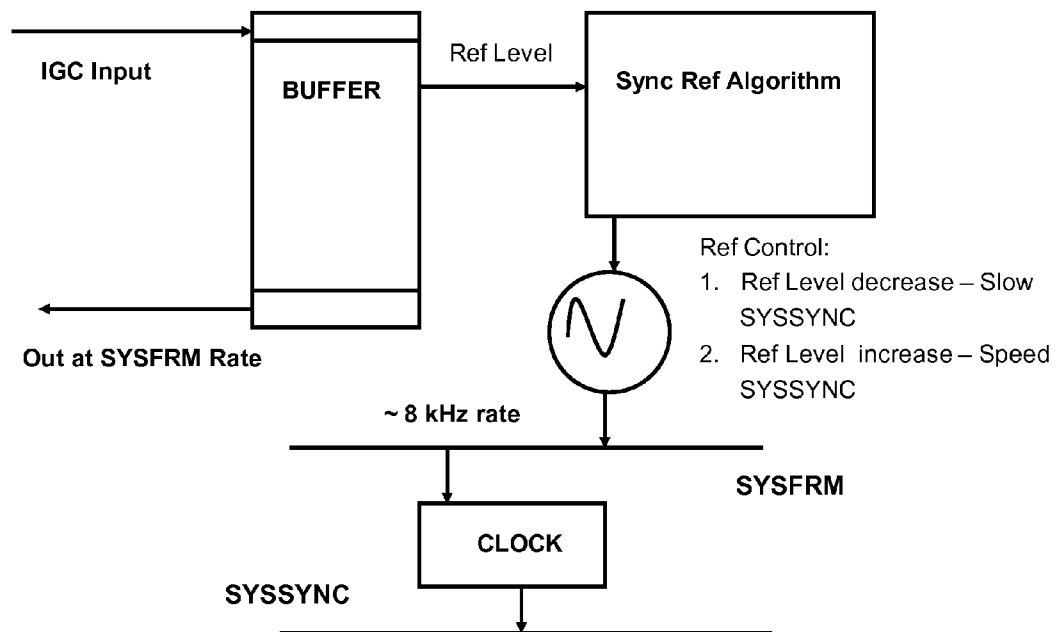 Ref Level
IGC Input
BUFFER
Sync Ref Algorithm
Ref Control:
1. Ref Level decrease – Slow
SYSSYNC
2. Ref Level increase – Speed
SYSSYNC
Out at SYSFRM Rate
~ 8 kHz rate
SYSFRM
CLOCK
SYSSYNC